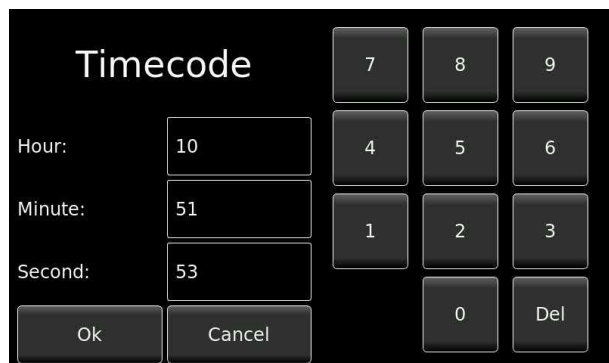 Timecode
Hour: 10
Minute: 51
Second: 53
Ok Cancel
7 8 9
4 5 6
1 2 3
0 Del